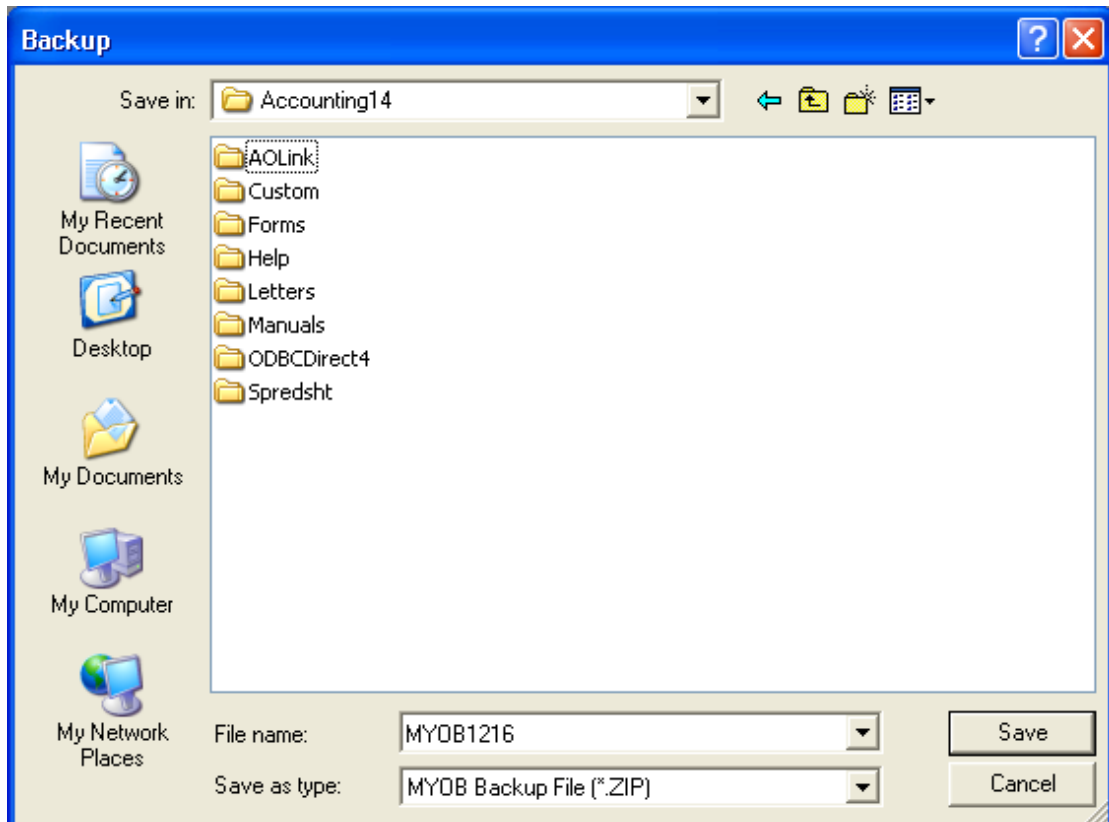 Backup
Save in: Accounting14
AOLink
Custom
Forms
Help
Letters
Manuals
ODBCDirect4
Spredsht
My Recent
Documents
Desktop
My Documents
My Computer
My Network
Places
File name: MYOB1216 Save
Save as type: MYOB Backup File (*.ZIP) Cancel